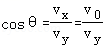 cos θ = v_x/v_y = v_0/v_y